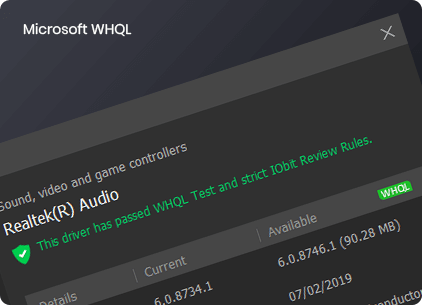 Microsoft WHQL
Sound, video and game controllers
Realtek(R) Audio
This driver has passed WHQL Test and strict IObit Review Rules.
WHQL
Details Current Available
6.0.8734.1 6.0.8746.1 (90.28 MB)
07/02/2019